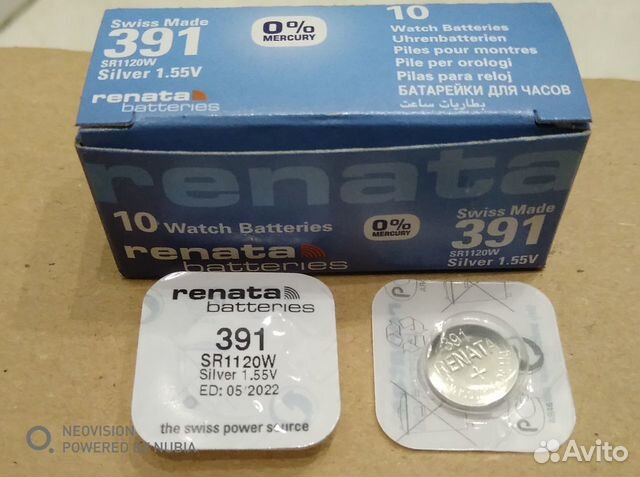 Swiss Made
391
SR1120W
Silver 1.55V
renata
batteries
0%
MERCURY
10
Watch Batteries
Uhrenbatterien
Piles pour montres
Pile per orologi
Pilas para reloj
БАТАРЕЙКИ ДЛЯ ЧАСОВ
بطاريات ساعت
renata
10 Watch Batteries
renata
batteries
0%
MERCURY
Swiss Made
391
SR1120W
Silver 1.55V
renata
batteries
391
SR1120W
Silver 1.55V
ED: 05/2022
the swiss power source
391
RENATA
+
NEOVISION
POWERED BY NUBIA
Avito